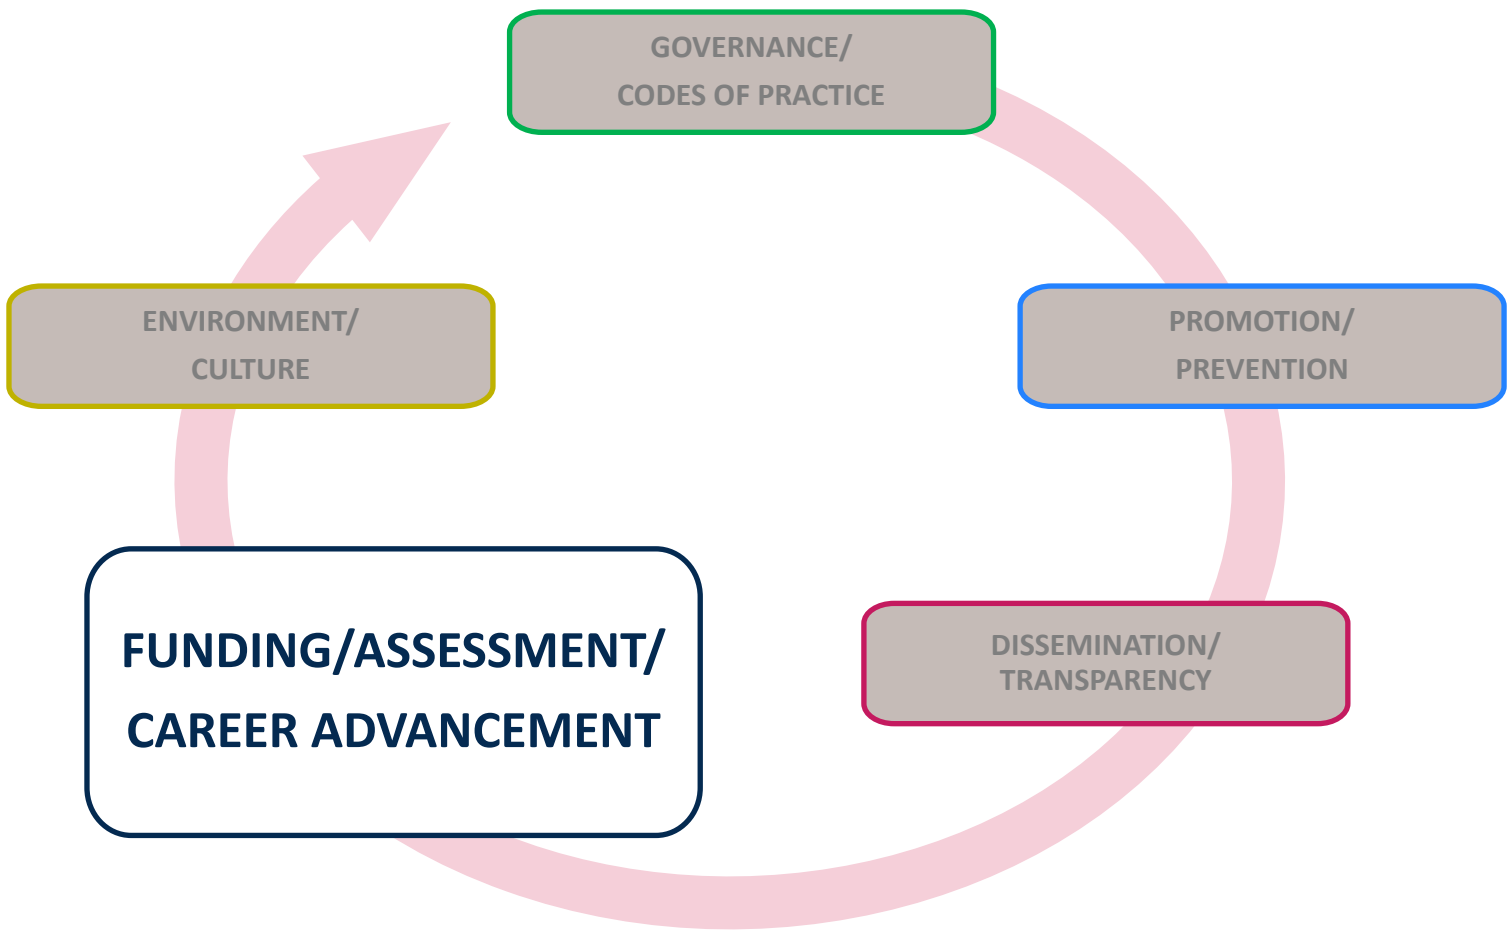 GOVERNANCE/
CODES OF PRACTICE
ENVIRONMENT/
CULTURE
PROMOTION/
PREVENTION
FUNDING/ASSESSMENT/
CAREER ADVANCEMENT
DISSEMINATION/
TRANSPARENCY